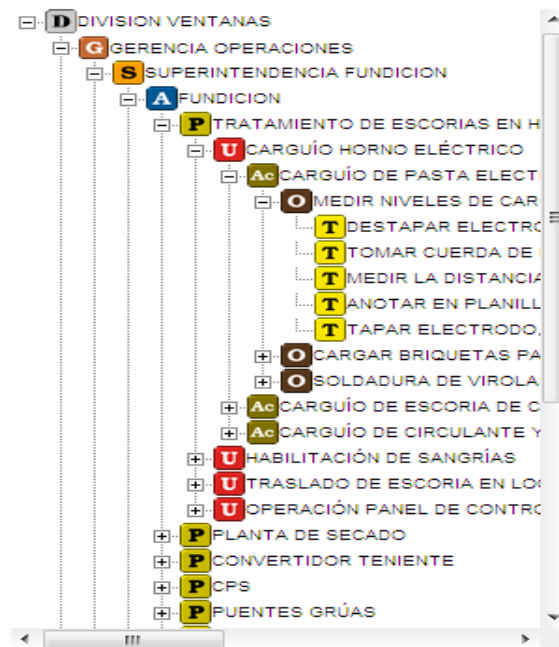 D DIVISION VENTANAS
G GERENCIA OPERACIONES
S SUPERINTENDENCIA FUNDICION
A FUNDICION
P TRATAMIENTO DE ESCORIAS EN H
U CARGUÍO HORNO ELÉCTRICO
Ac CARGUÍO DE PASTA ELECT
O MEDIR NIVELES DE CAR
T DESTAPAR ELECTRO
T TOMAR CUERDA DE
T MEDIR LA DISTANCIA
T ANOTAR EN PLANILL
T TAPAR ELECTRODO,
O CARGAR BRIQUETAS PA
O SOLDADURA DE VIROLA
Ac CARGUÍO DE ESCORIA DE C
Ac CARGUÍO DE CIRCULANTE Y
U HABILITACIÓN DE SANGRÍAS
U TRASLADO DE ESCORIA EN LO
U OPERACIÓN PANEL DE CONTRO
P PLANTA DE SECADO
P CONVERTIDOR TENIENTE
P CPS
P PUENTES GRÚAS